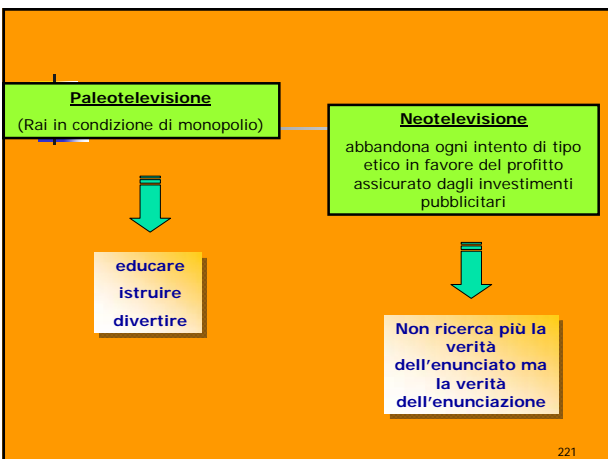 Paleotelevisione
(Rai in condizione di monopolio)
educare
istruire
divertire
Neotelevisione
abbandona ogni intento di tipo
etico in favore del profitto
assicurato dagli investimenti
pubblicitari
Non ricerca più la
verità
dell'enunciato ma
la verità
dell'enunciazione
221